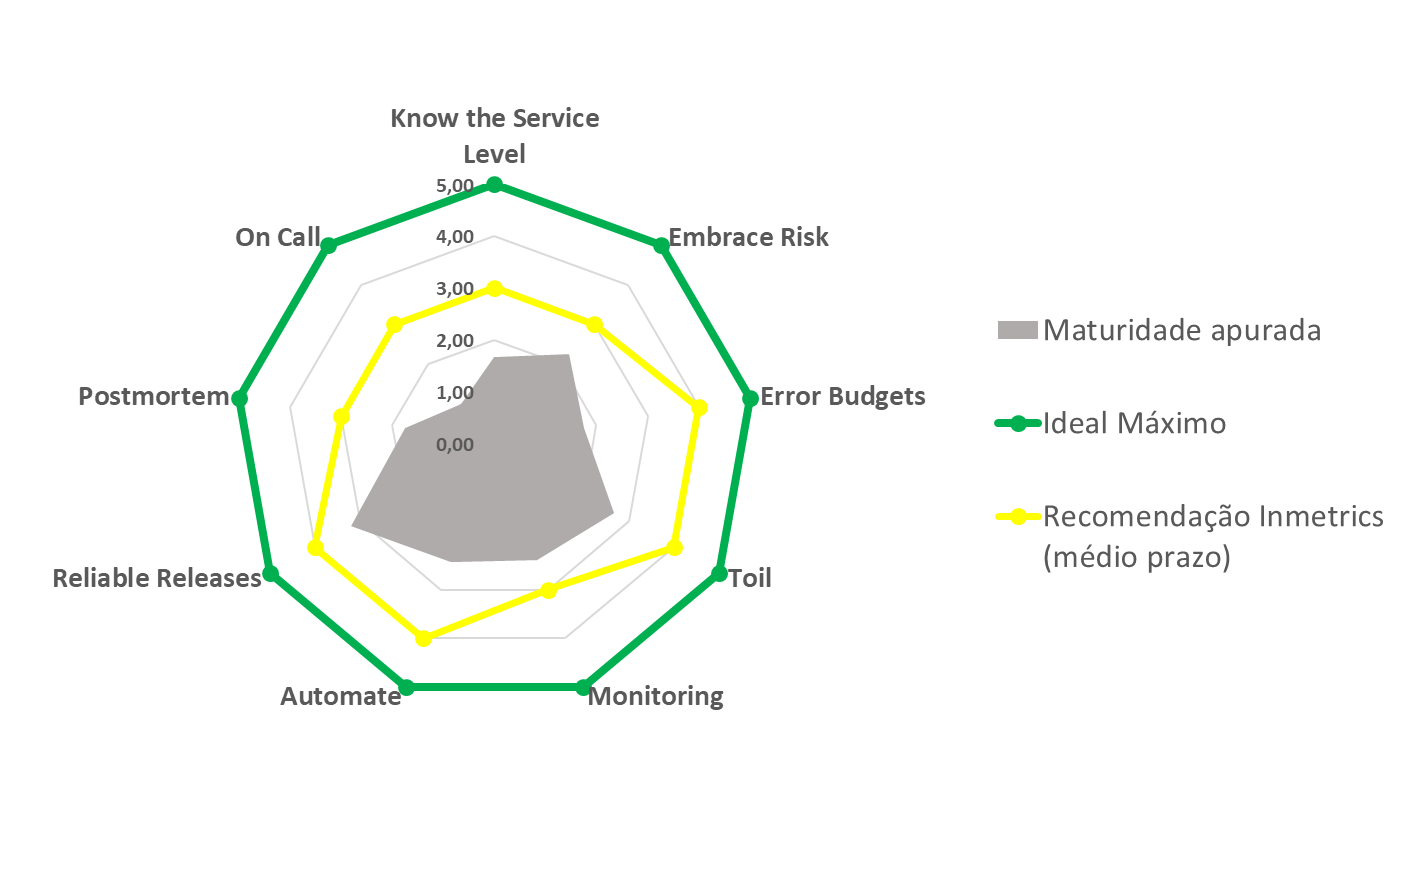 Know the Service
Level
5,00
On Call
Embrace Risk
4,00
3,00
Maturidade apurada
2,00
1,00
Postmortem
Error Budgets
Ideal Máximo
0,00
Recomendação Inmetrics
(médio prazo)
Reliable Releases
Toil
Automate
Monitoring